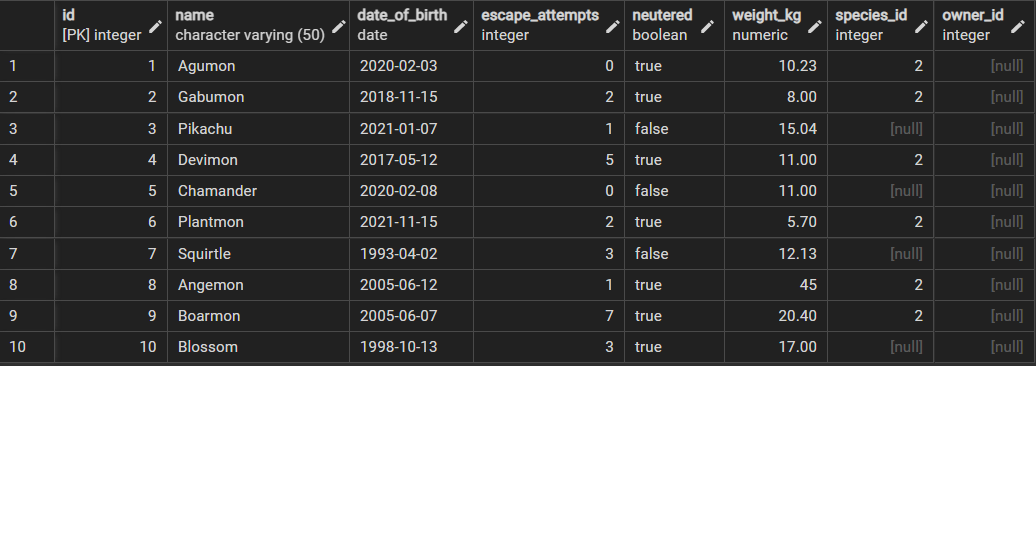 id name date_of_birth escape_attempts neutered weight_kg species_id owner_id
[PK] integer character varying (50) date integer boolean numeric integer integer
1 1 Agumon 2020-02-03 0 true 10.23 2 [null]
2 2 Gabumon 2018-11-15 2 true 8.00 2 [null]
3 3 Pikachu 2021-01-07 1 false 15.04 [null] [null]
4 4 Devimon 2017-05-12 5 true 11.00 2 [null]
5 5 Chamander 2020-02-08 0 false 11.00 [null] [null]
6 6 Plantmon 2021-11-15 2 true 5.70 2 [null]
7 7 Squirtle 1993-04-02 3 false 12.13 [null] [null]
8 8 Angemon 2005-06-12 1 true 45 2 [null]
9 9 Boarmon 2005-06-07 7 true 20.40 2 [null]
10 10 Blossom 1998-10-13 3 true 17.00 [null] [null]